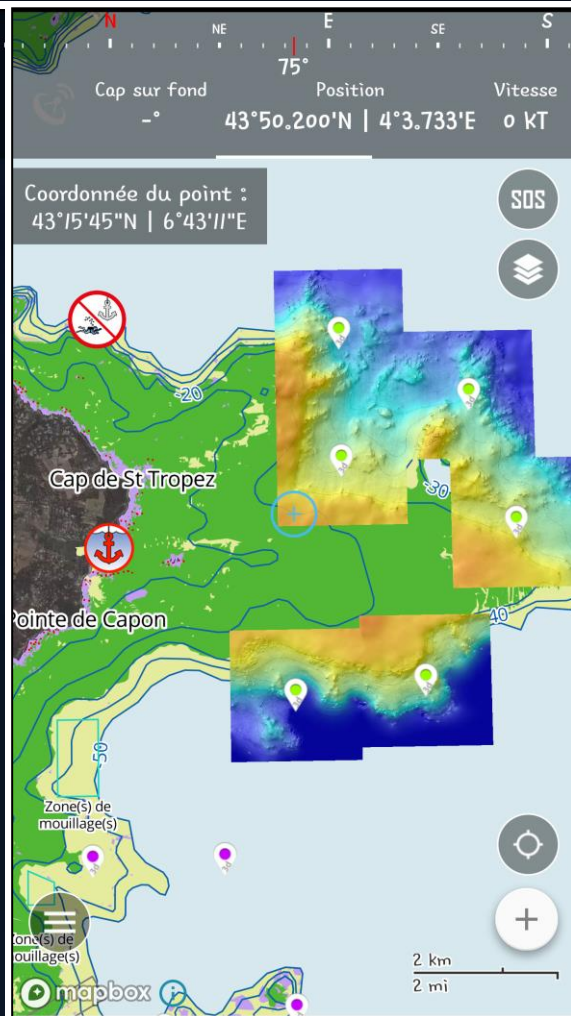 N NE E SE S
75°
Cap sur fond Position Vitesse
-° 43°50.200'N | 4°3.733'E 0 KT
Coordonnée du point :
43°15'45"N | 6°43'11"E
SOS
-20
Cap de St Tropez
-30
Pointe de Capon
40
-50
Zone(s) de
mouillage(s)
Zone(s) de
mouillage(s)
2 km
2 mi
mapbox